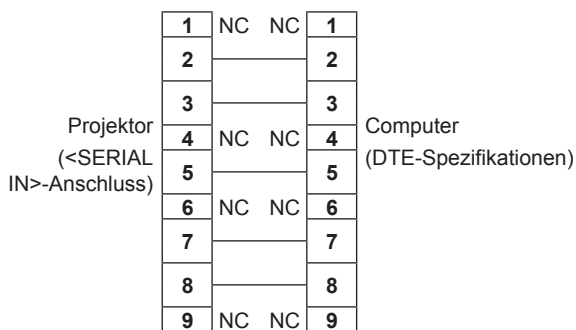 1 NC NC 1
2 2
3 3
Projektor
(<SERIAL
IN>-Anschluss)
4 NC NC 4
Computer
(DTE-Spezifikationen)
5 5
6 NC NC 6
7 7
8 8
9 NC NC 9